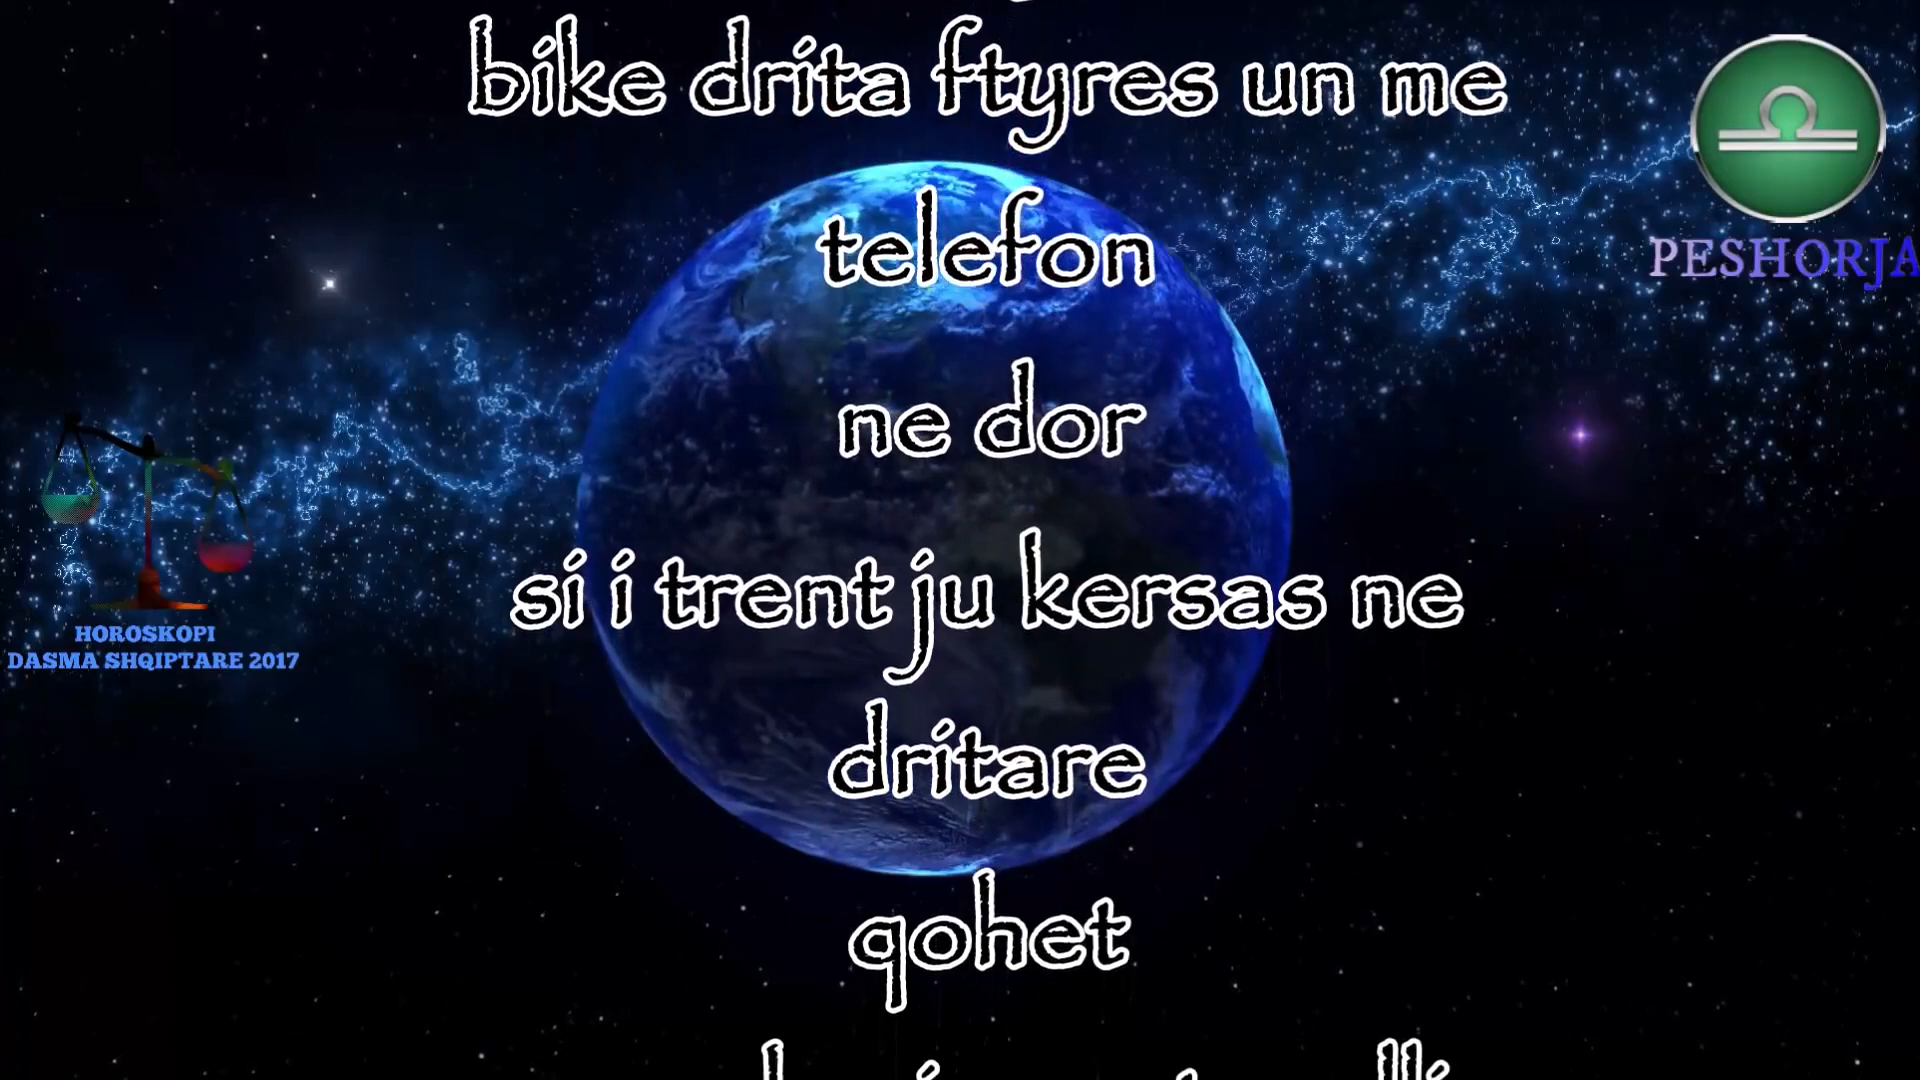 bike drita ftyres un me
telefon
ne dor
si i trent ju kersas ne
dritare
qohet
PESHORJA
HOROSKOPI
DASMA SHQIPTARE 2017